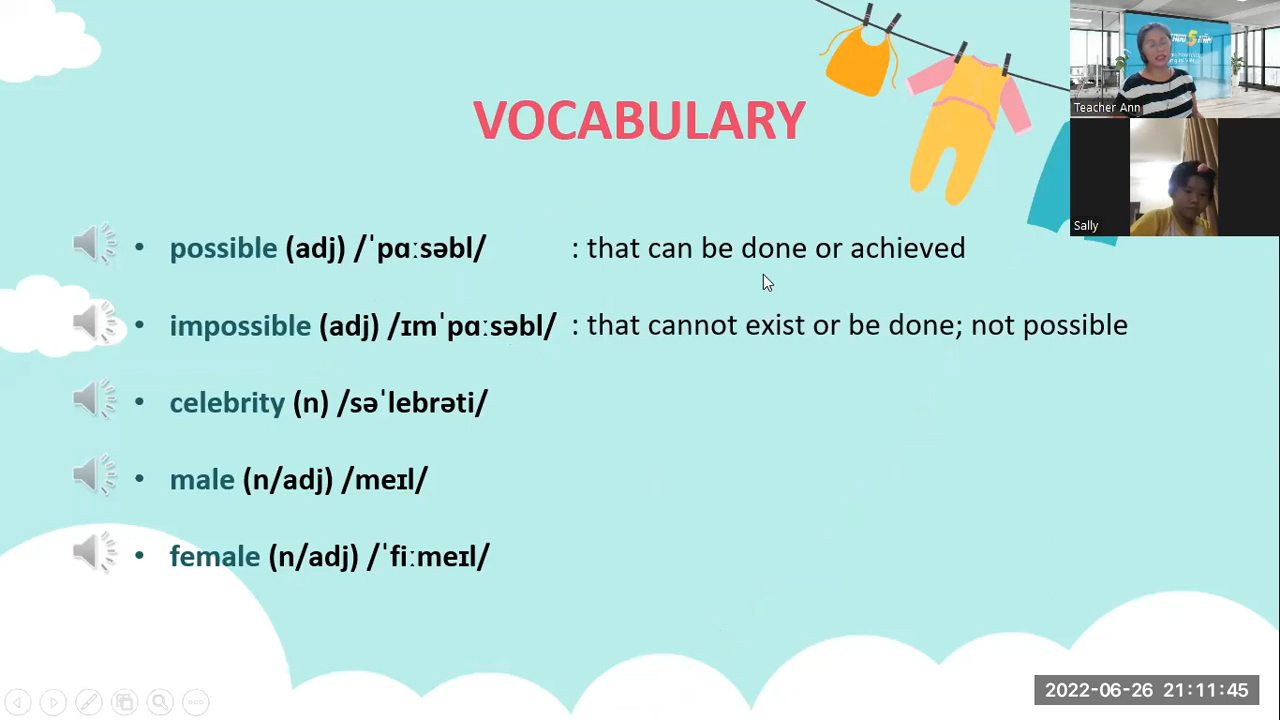 VOCABULARY
• possible (adj) /ˈpɑːsəbl/ : that can be done or achieved
• impossible (adj) /ɪmˈpɑːsəbl/ : that cannot exist or be done; not possible
• celebrity (n) /səˈlebrəti/
• male (n/adj) /meɪl/
• female (n/adj) /ˈfiːmeɪl/
Teacher Ann
Sally
2022-06-26 21:11:45